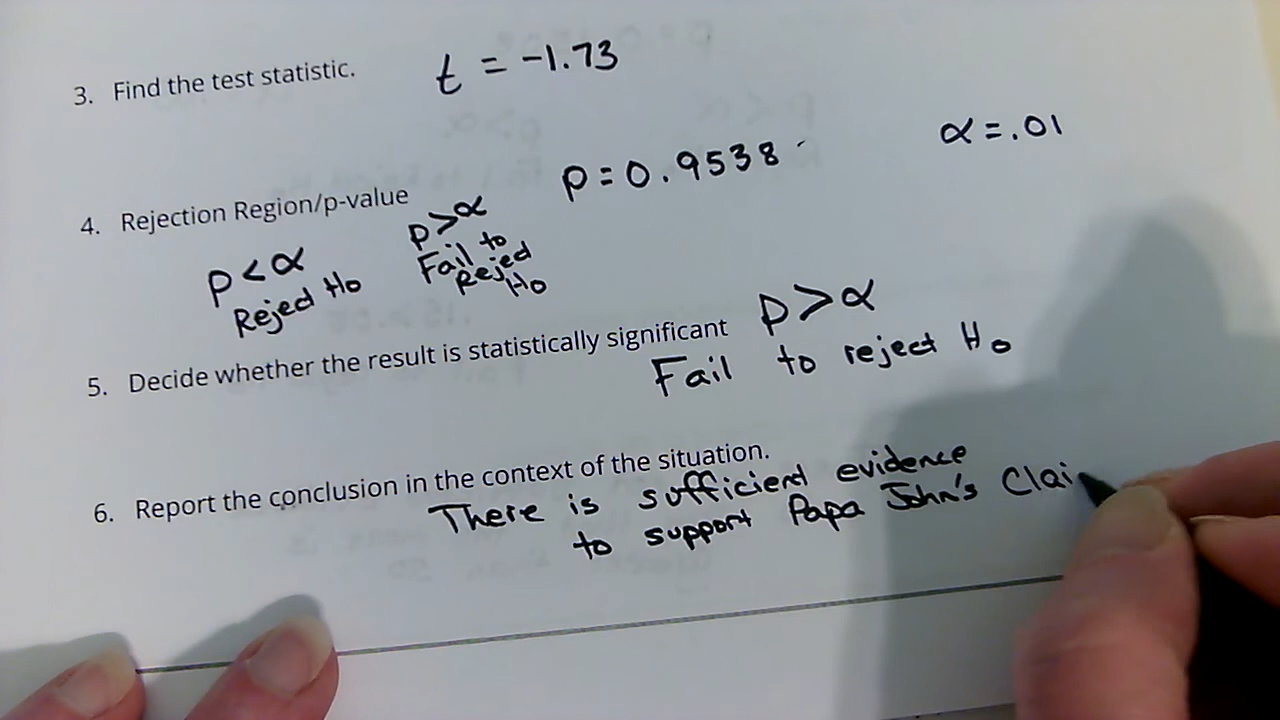 3. Find the test statistic. t = -1.73
α = .01
4. Rejection Region/p-value p = 0.9538
p < α
Reject Ho
p > α
Fail to
Reject
Ho
5. Decide whether the result is statistically significant p > α
Fail to reject Ho
6. Report the conclusion in the context of the situation.
There is sufficient evidence
to support Papa John's Clai